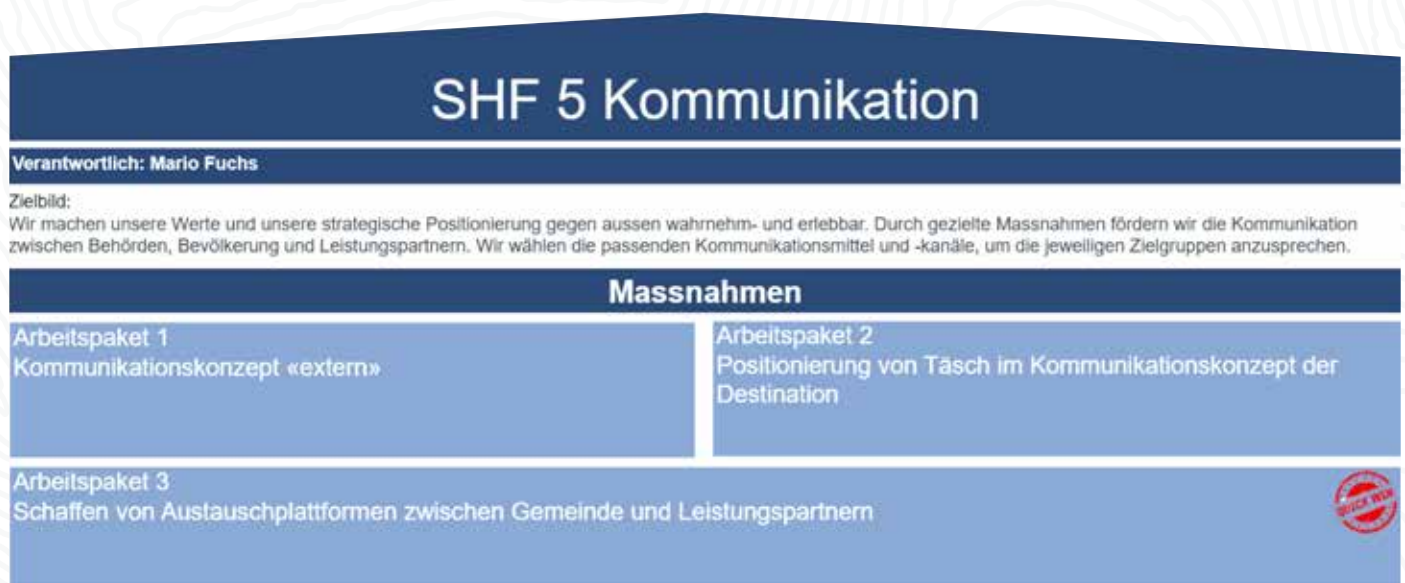 SHF 5 Kommunikation
Verantwortlich: Mario Fuchs
Zielbild:
Wir machen unsere Werte und unsere strategische Positionierung gegen aussen wahrnehm- und erlebbar. Durch gezielte Massnahmen fördern wir die Kommunikation
zwischen Behörden, Bevölkerung und Leistungspartnern. Wir wählen die passenden Kommunikationsmittel und -kanäle, um die jeweiligen Zielgruppen anzusprechen.
Massnahmen
Arbeitspaket 1
Kommunikationskonzept «extern»
Arbeitspaket 2
Positionierung von Täsch im Kommunikationskonzept der
Destination
Arbeitspaket 3
Schaffen von Austauschplattformen zwischen Gemeinde und Leistungspartnern
QUICK WIN